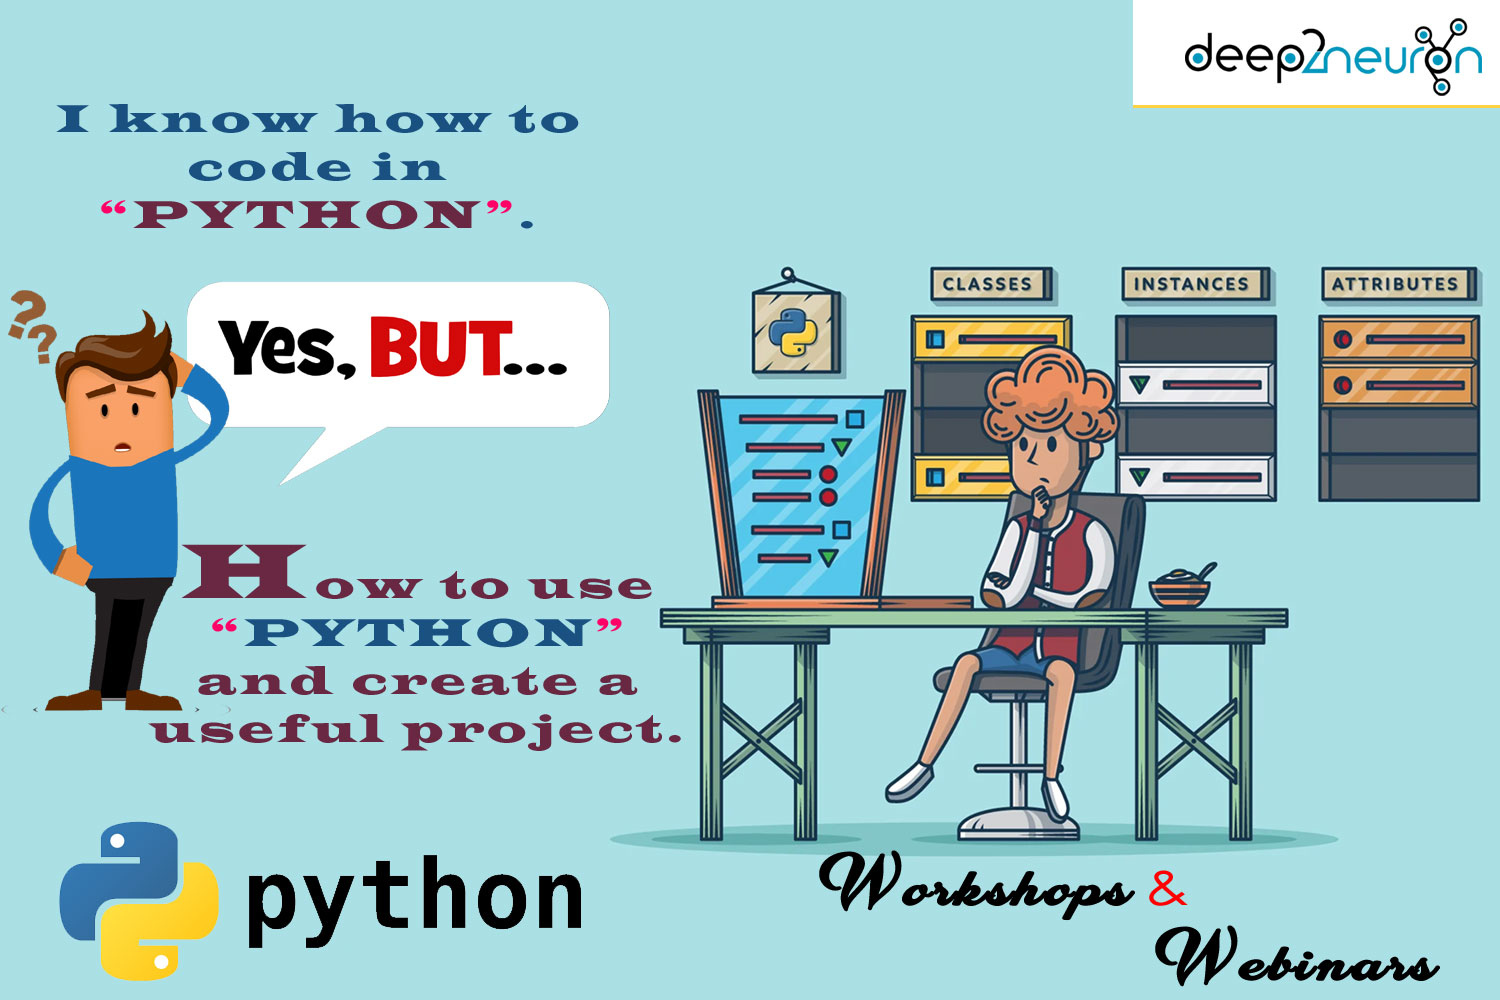 deep2neuron
I know how to
code in
“PYTHON”.
??
Yes, BUT...
CLASSES
INSTANCES
ATTRIBUTES
How to use
“PYTHON”
and create a
useful project.
python
Workshops &
Webinars